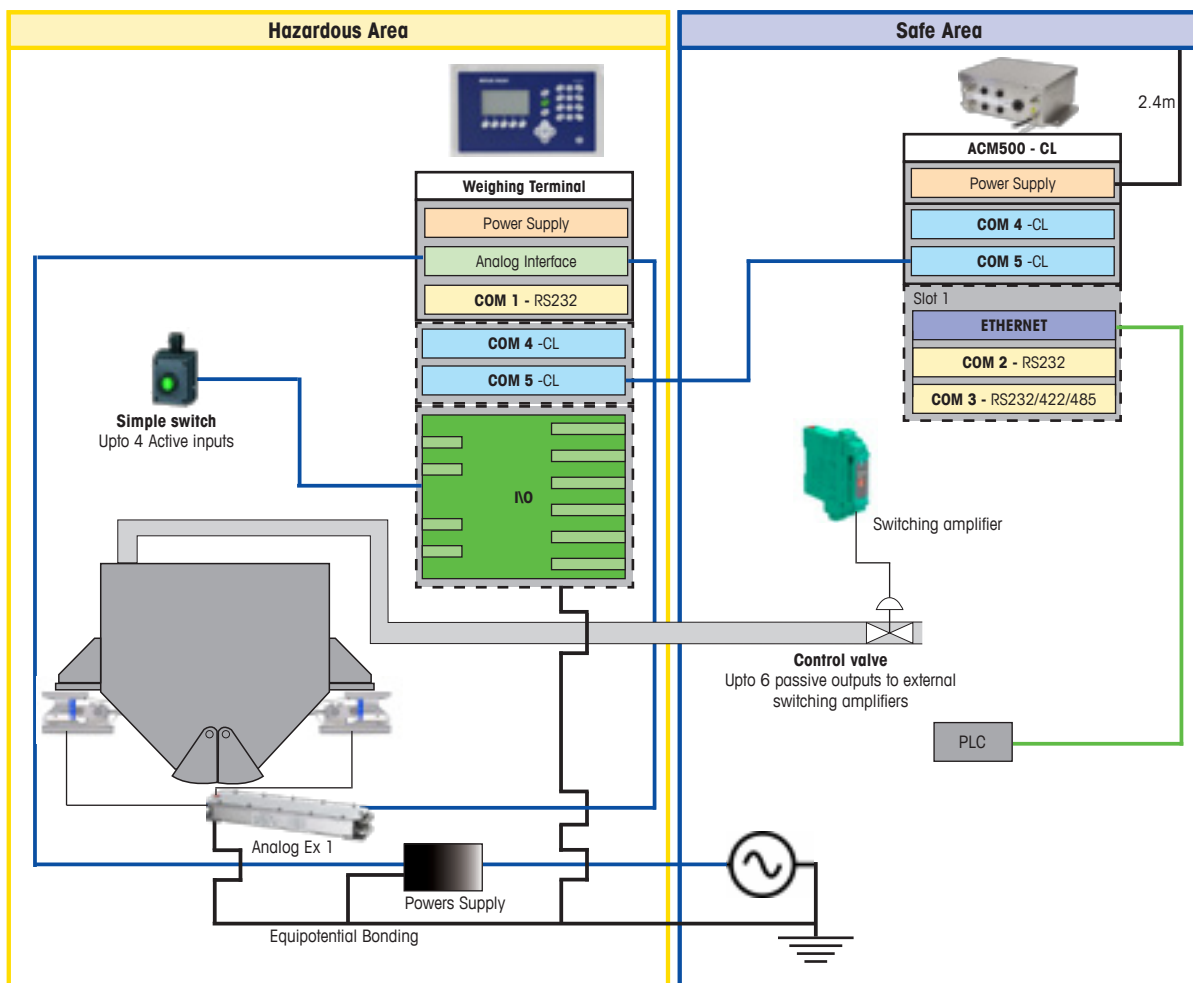 Hazardous Area
Safe Area
2.4m
ACM500 - CL
Power Supply
COM 4 -CL
COM 5 -CL
Slot 1
ETHERNET
COM 2 - RS232
COM 3 - RS232/422/485
Weighing Terminal
Power Supply
Analog Interface
COM 1 - RS232
COM 4 -CL
COM 5 -CL
I\O
Simple switch
Upto 4 Active inputs
Switching amplifier
Control valve
Upto 6 passive outputs to external
switching amplifiers
PLC
Analog Ex 1
Powers Supply
Equipotential Bonding